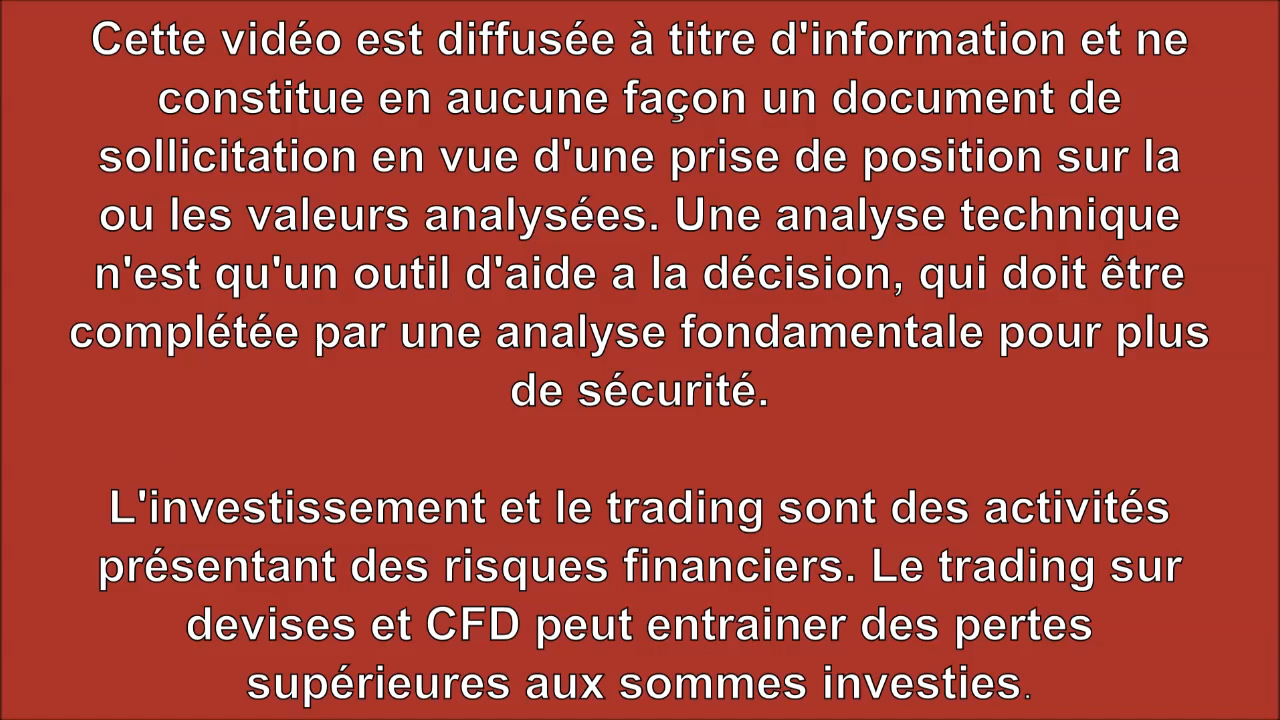 Cette vidéo est diffusée à titre d'information et ne
constitue en aucune façon un document de
sollicitation en vue d'une prise de position sur la
ou les valeurs analysées. Une analyse technique
n'est qu'un outil d'aide a la décision, qui doit être
complétée par une analyse fondamentale pour plus
de sécurité.
L'investissement et le trading sont des activités
présentant des risques financiers. Le trading sur
devises et CFD peut entrainer des pertes
supérieures aux sommes investies.